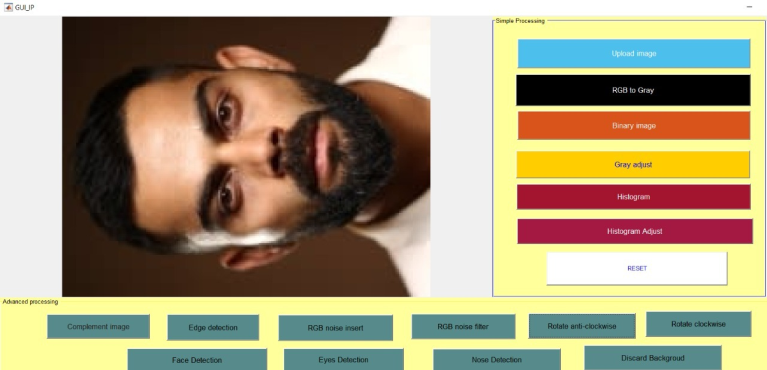 GUI_IP
Simple Processing
Upload image
RGB to Gray
Binary image
Gray adjust
Histogram
Histogram Adjust
RESET
Advanced processing
Complement image
Edge detection
RGB noise insert
RGB noise filter
Rotate anti-clockwise
Rotate clockwise
Face Detection
Eyes Detection
Nose Detection
Discard Backgroud